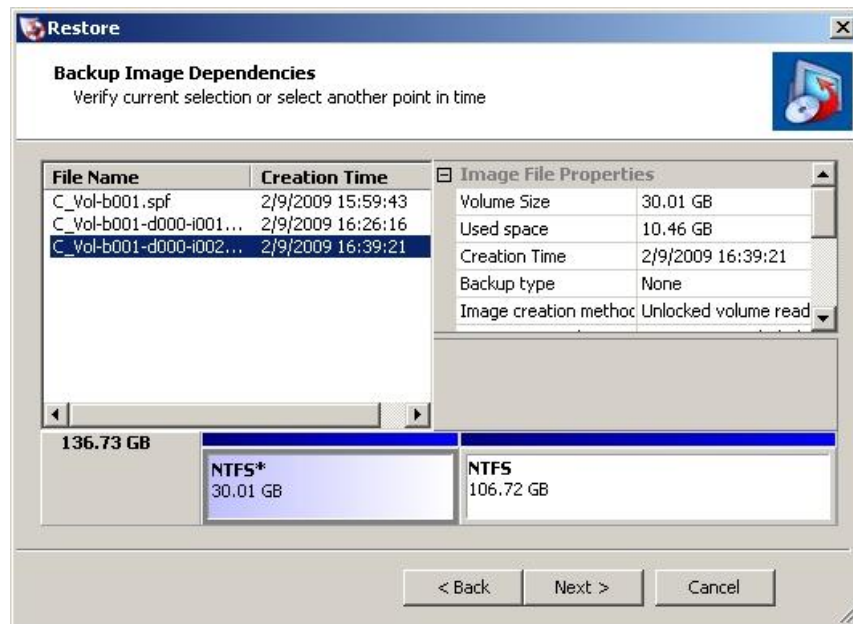 Restore
Backup Image Dependencies
Verify current selection or select another point in time
File Name Creation Time
C_Vol-b001.spf 2/9/2009 15:59:43
C_Vol-b001-d000-i001... 2/9/2009 16:26:16
C_Vol-b001-d000-i002... 2/9/2009 16:39:21
Image File Properties
Volume Size 30.01 GB
Used space 10.46 GB
Creation Time 2/9/2009 16:39:21
Backup type None
Image creation method Unlocked volume read
136.73 GB
NTFS*
30.01 GB
NTFS
106.72 GB
< Back Next > Cancel